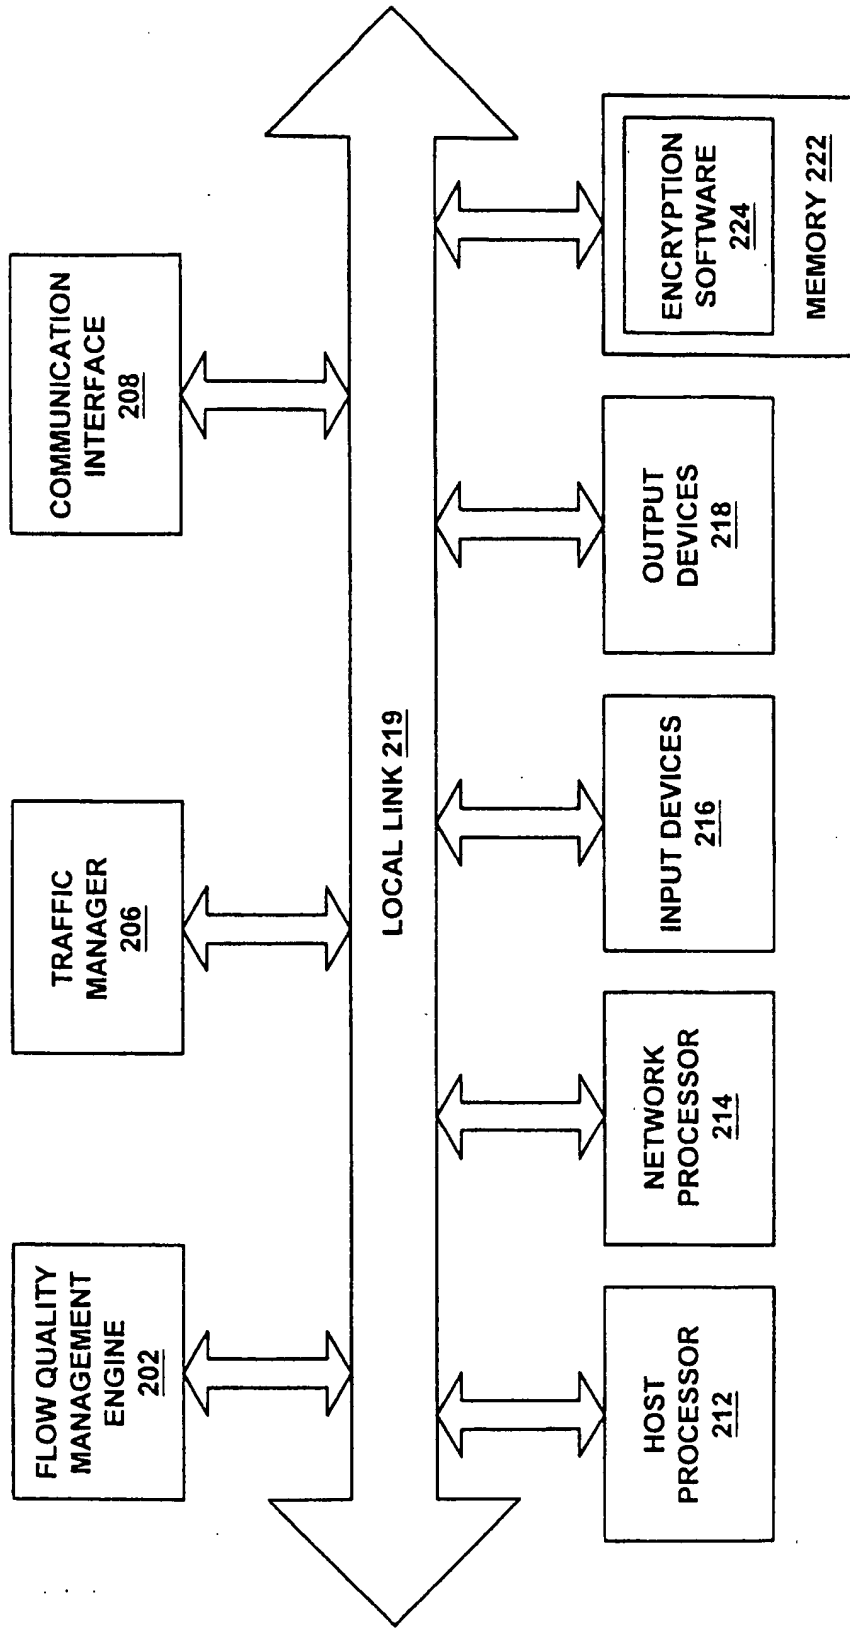 FLOW QUALITY
MANAGEMENT
ENGINE
202
TRAFFIC
MANAGER
206
COMMUNICATION
INTERFACE
208
LOCAL LINK 219
HOST
PROCESSOR
212
NETWORK
PROCESSOR
214
INPUT DEVICES
216
OUTPUT
DEVICES
218
ENCRYPTION
SOFTWARE
224
MEMORY 222